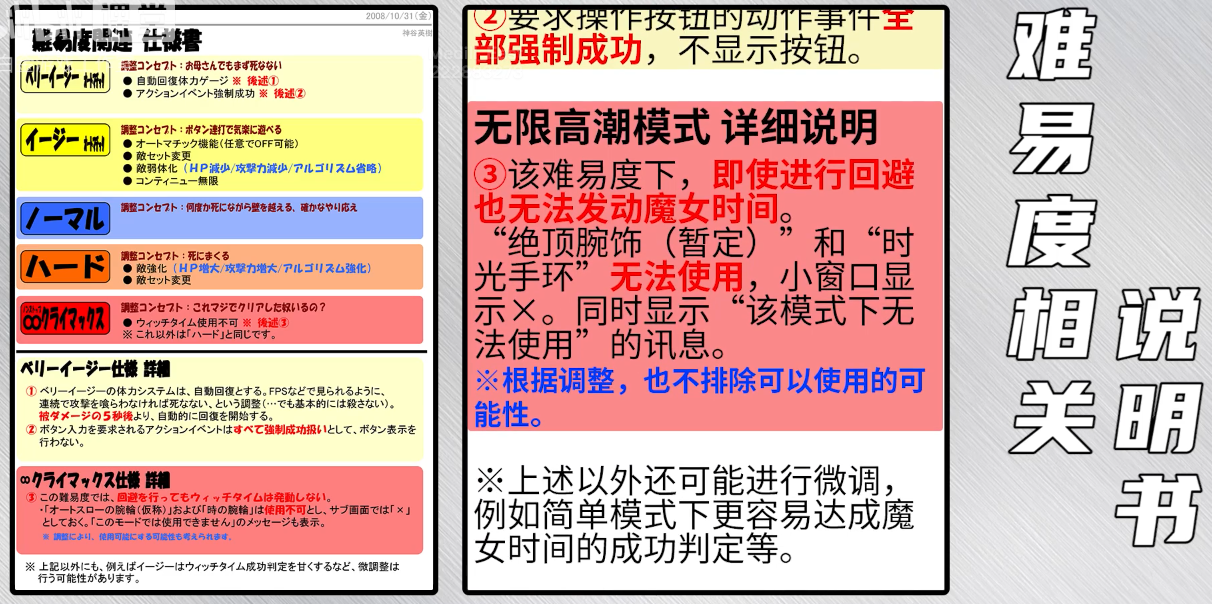 2008/10/31(金)
神谷英樹
難易度関連 仕様書
ベリーイージー
調整コンセプト：お母さんでもまず死なない
● 自動回復体力ゲージ ※ 後述①
● アクションイベント強制成功 ※ 後述②
イージー
調整コンセプト：ボタン連打で気楽に遊べる
● オートマチック機能(任意でOFF可能)
● 敵セット変更
● 敵弱体化（ＨＰ減少/攻撃力減少/アルゴリズム省略）
● コンティニュー無限
ノーマル
調整コンセプト：何度か死にながら壁を越える、確かなやり応え
ハード
調整コンセプト：死にまくる
● 敵強化（ＨＰ増大/攻撃力増大/アルゴリズム強化）
● 敵セット変更
∞クライマックス
調整コンセプト：これマジでクリアした奴いるの？
● ウィッチタイム使用不可 ※ 後述③
※ これ以外は「ハード」と同じです。
ベリーイージー仕様 詳細
① ベリーイージーの体力システムは、自動回復とする。FPSなどで見られるように、
連続で攻撃を喰らわなければ死なない、という調整(…でも基本的には殺さない)。
被ダメージの５秒後より、自動的に回復を開始する。
② ボタン入力を要求されるアクションイベントはすべて強制成功扱いとして、ボタン表示を
行わない。
∞クライマックス仕様 詳細
③ この難易度では、回避を行ってもウィッチタイムは発動しない。
・「オートスローの腕輪(仮称)」および「時の腕輪」は使用不可とし、サブ画面では「×」
としておく。「このモードでは使用できません」のメッセージも表示。
※ 調整により、使用可能にする可能性も考えられます。
※ 上記以外にも、例えばイージーはウィッチタイム成功判定を甘くするなど、微調整は
行う可能性があります。
②要求操作按钮的动作事件全
部强制成功，不显示按钮。
无限高潮模式 详细说明
③该难易度下，即使进行回避
也无法发动魔女时间。
“绝顶腕饰（暂定）”和“时
光手环”无法使用，小窗口显
示×。同时显示“该模式下无
法使用”的讯息。
※根据调整，也不排除可以使用的可
能性。
※上述以外还可能进行微调，
例如简单模式下更容易达成魔
女时间的成功判定等。
难易度相关
说明书